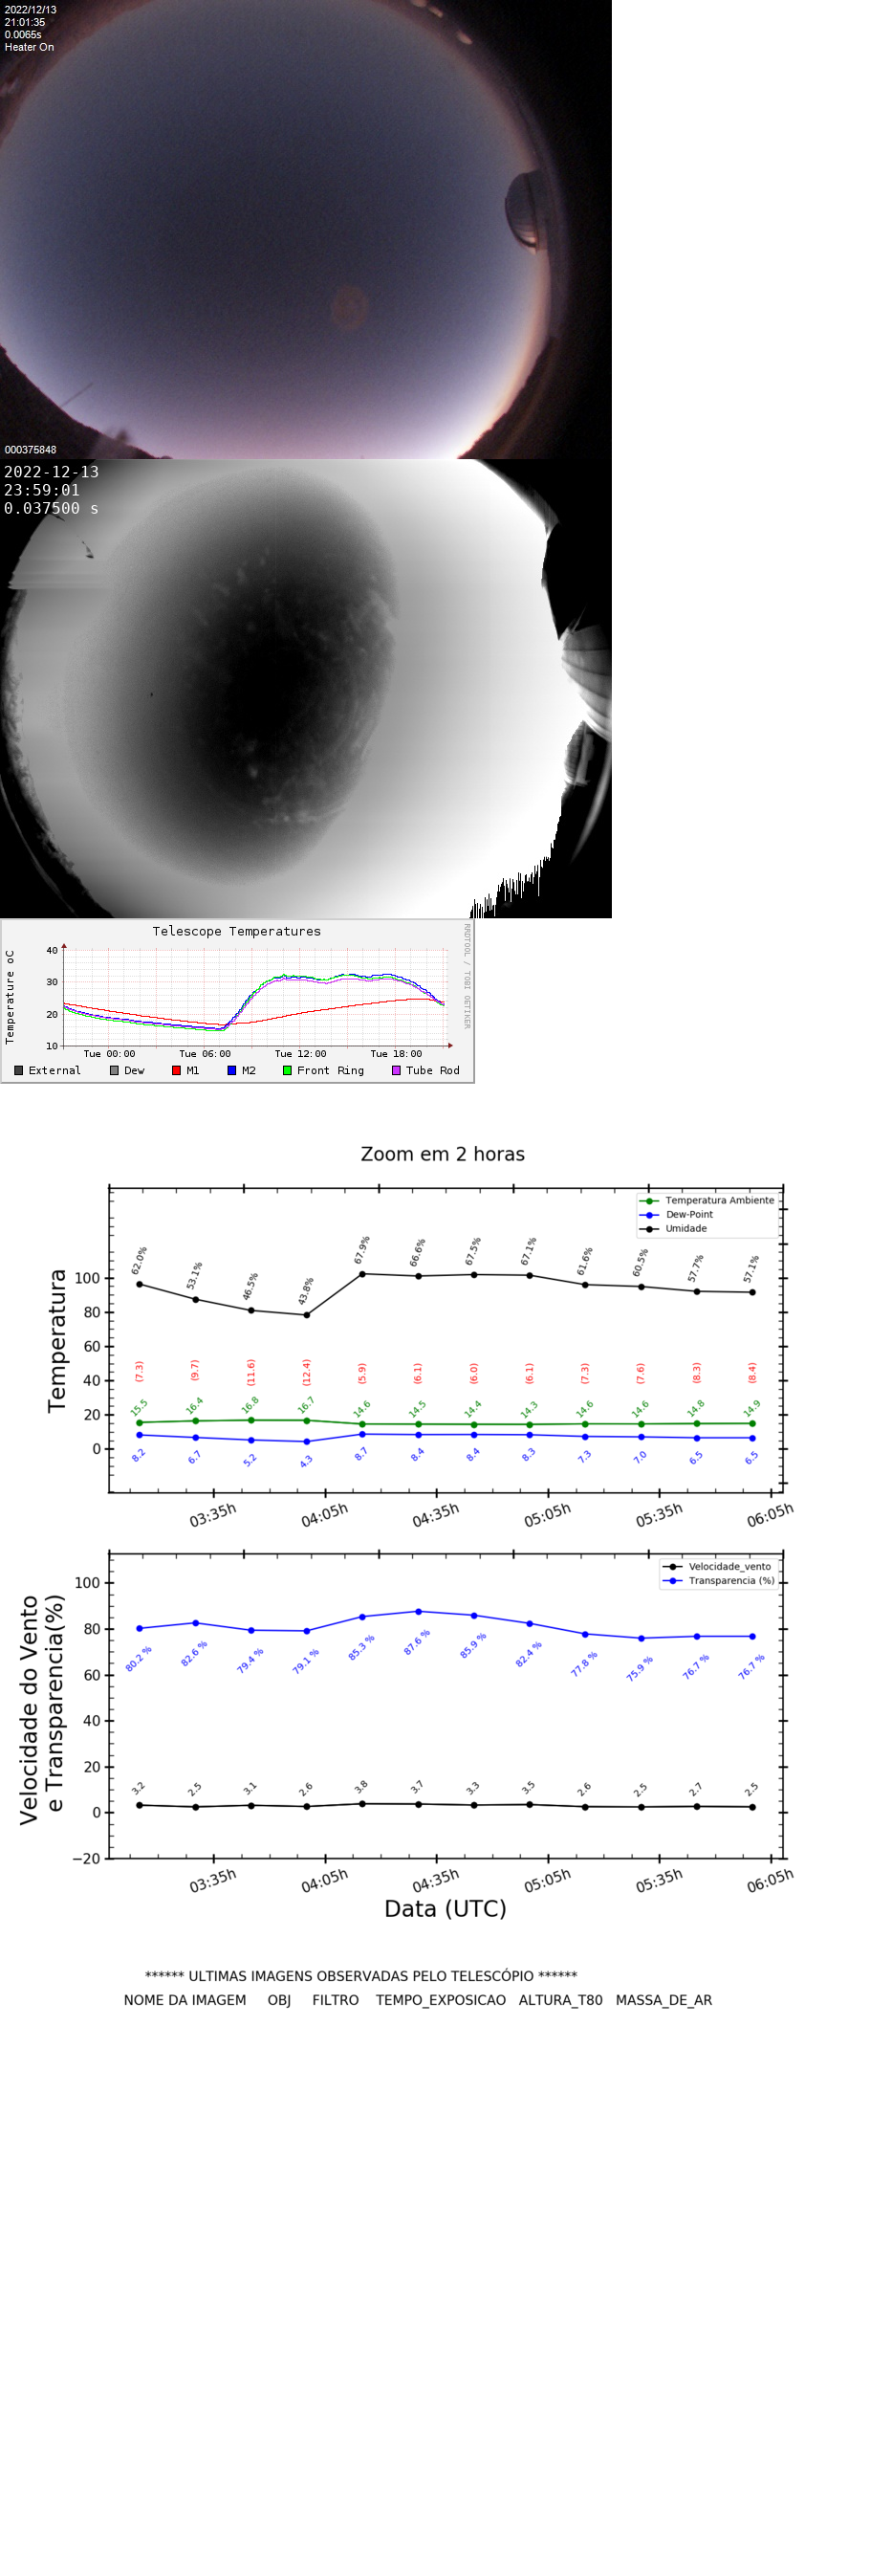 2022/12/13
21:01:35
0.0065s
Heater On
000375848
2022-12-13
23:59:01
0.037500 s
Telescope Temperatures
RRDTOOL / TOBI OETIKER
Temperature oC
40
30
20
10
Tue 00:00 Tue 06:00 Tue 12:00 Tue 18:00
External Dew M1 M2 Front Ring Tube Rod
Zoom em 2 horas
Temperatura Ambiente
Dew-Point
Umidade
Temperatura
100
80
60
40
20
0
62.0% 53.1% 46.5% 43.8% 67.9% 66.6% 67.5% 67.1% 61.6% 60.5% 57.7% 57.1%
(7.3) (9.7) (11.6) (12.4) (5.9) (6.1) (6.0) (6.1) (7.3) (7.6) (8.3) (8.4)
15.5 16.4 16.8 16.7 14.6 14.5 14.4 14.3 14.6 14.6 14.8 14.9
8.2 6.7 5.2 4.3 8.7 8.4 8.4 8.3 7.3 7.0 6.5 6.5
03:35h 04:05h 04:35h 05:05h 05:35h 06:05h
Velocidade_vento
Transparencia (%)
Velocidade do Vento
e Transparencia(%)
100
80
60
40
20
0
−20
80.2 % 82.6 % 79.4 % 79.1 % 85.3 % 87.6 % 85.9 % 82.4 % 77.8 % 75.9 % 76.7 % 76.7 %
3.2 2.5 3.1 2.6 3.8 3.7 3.3 3.5 2.6 2.5 2.7 2.5
03:35h 04:05h 04:35h 05:05h 05:35h 06:05h
Data (UTC)
****** ULTIMAS IMAGENS OBSERVADAS PELO TELESCÓPIO ******
NOME DA IMAGEM OBJ FILTRO TEMPO_EXPOSICAO ALTURA_T80 MASSA_DE_AR